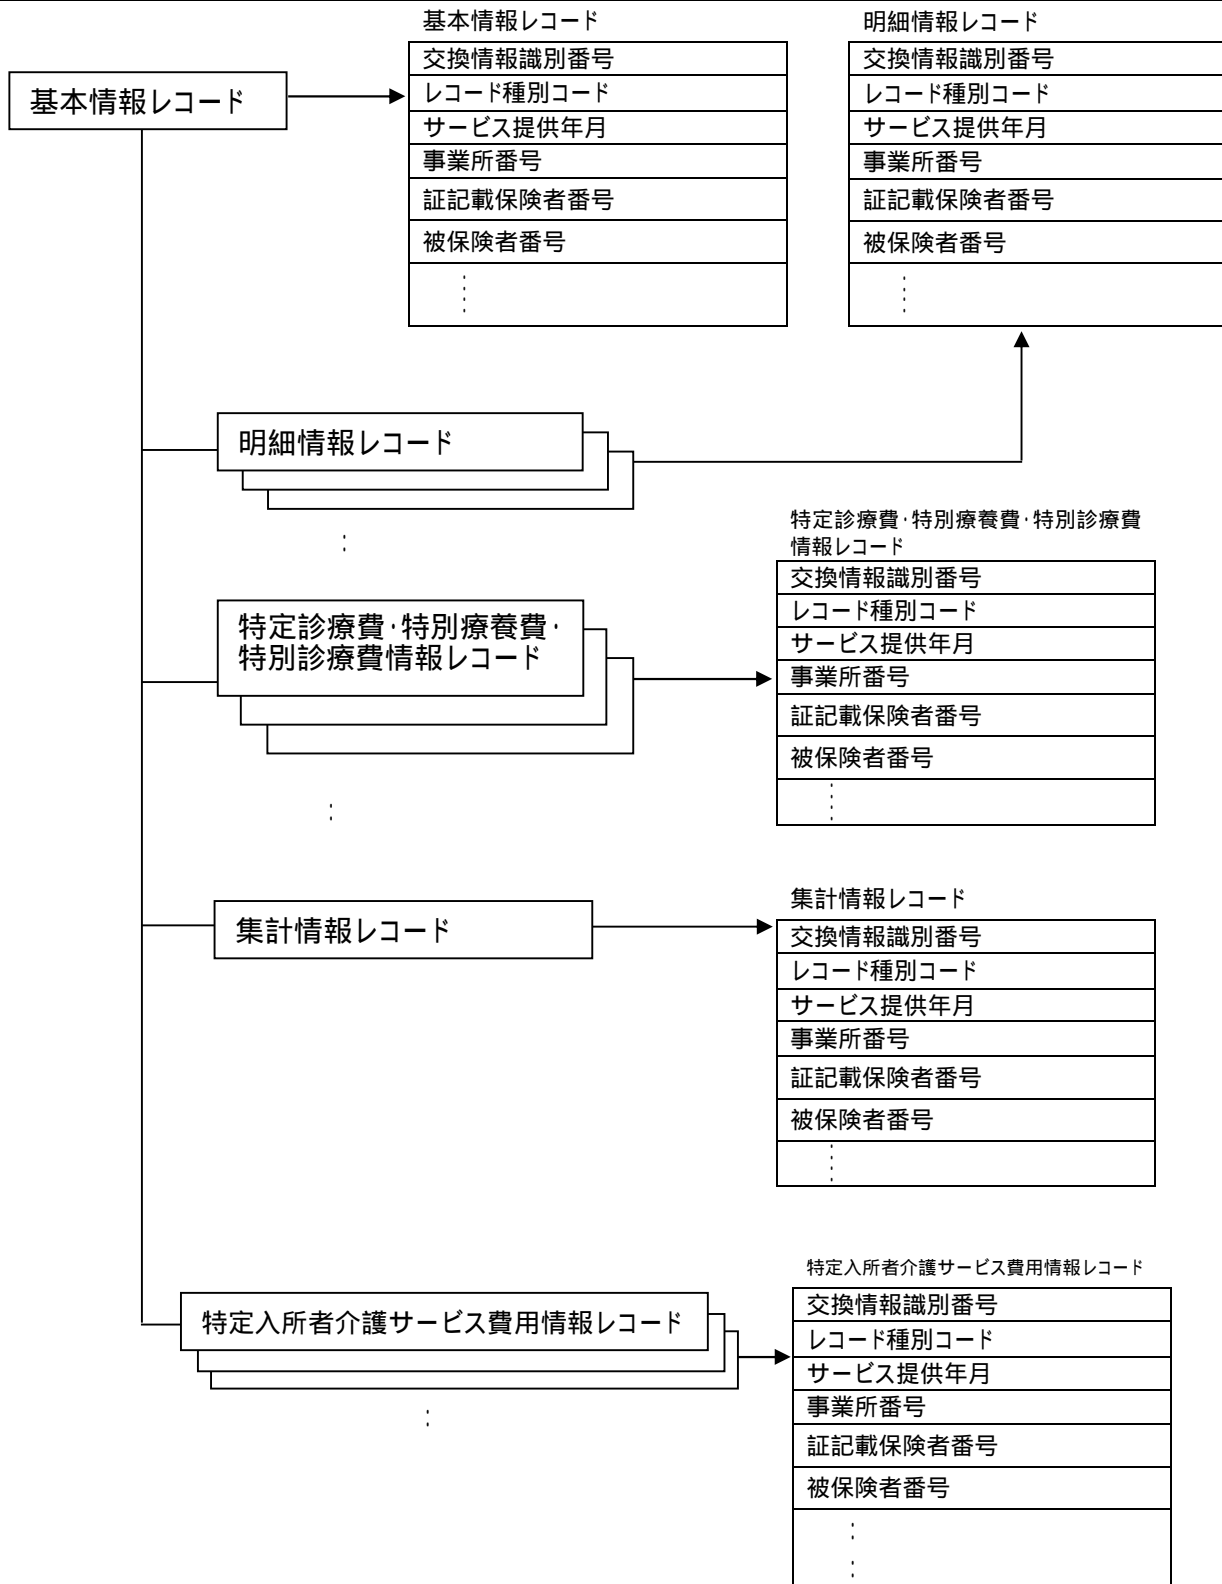 基本情報レコード
基本情報レコード
交換情報識別番号
レコード種別コード
サービス提供年月
事業所番号
証記載保険者番号
被保険者番号
明細情報レコード
交換情報識別番号
レコード種別コード
サービス提供年月
事業所番号
証記載保険者番号
被保険者番号
明細情報レコード
特定診療費・特別療養費・
特別診療費情報レコード
特定診療費・特別療養費・特別診療費
情報レコード
交換情報識別番号
レコード種別コード
サービス提供年月
事業所番号
証記載保険者番号
被保険者番号
集計情報レコード
集計情報レコード
交換情報識別番号
レコード種別コード
サービス提供年月
事業所番号
証記載保険者番号
被保険者番号
特定入所者介護サービス費用情報レコード
特定入所者介護サービス費用情報レコード
交換情報識別番号
レコード種別コード
サービス提供年月
事業所番号
証記載保険者番号
被保険者番号